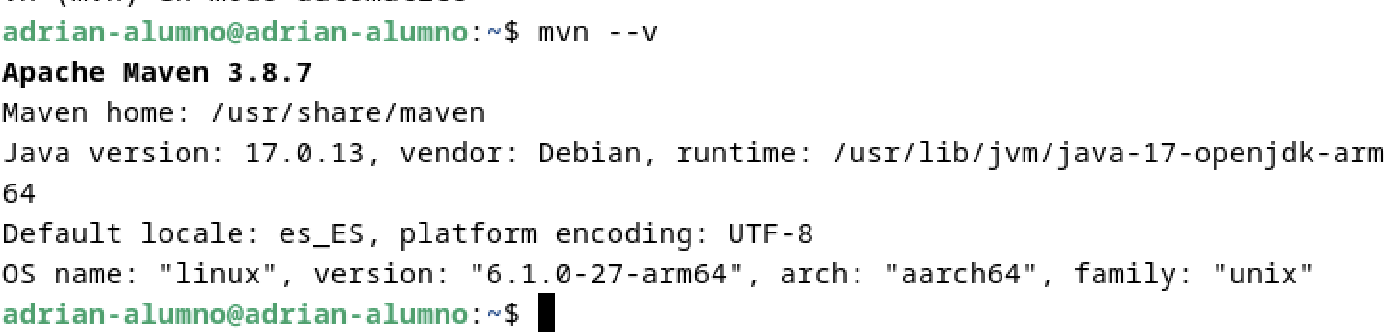 adrian-alumno@adrian-alumno:~$ mvn --v
Apache Maven 3.8.7
Maven home: /usr/share/maven
Java version: 17.0.13, vendor: Debian, runtime: /usr/lib/jvm/java-17-openjdk-arm
64
Default locale: es_ES, platform encoding: UTF-8
OS name: "linux", version: "6.1.0-27-arm64", arch: "aarch64", family: "unix"
adrian-alumno@adrian-alumno:~$